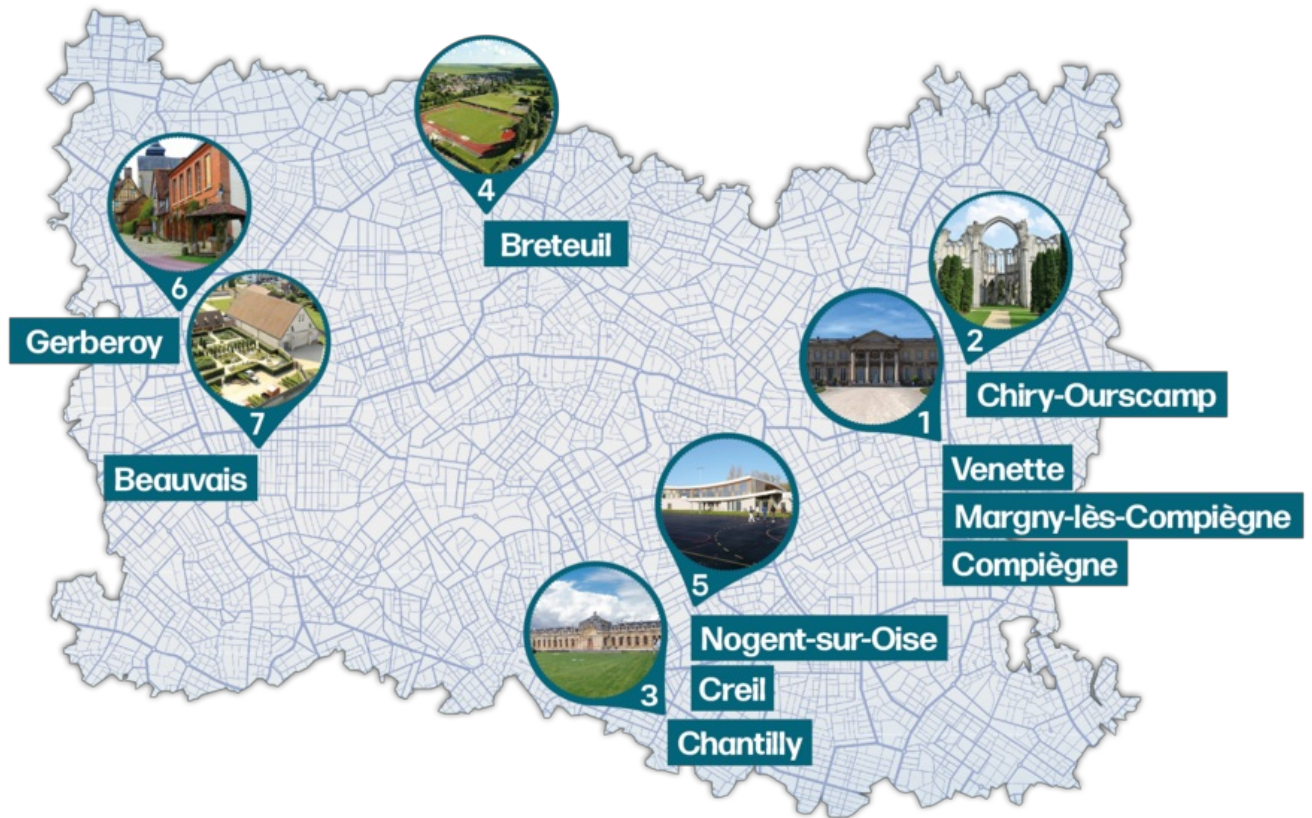 4
Breteuil
6
Gerberoy
7
Beauvais
2
Chiry-Ourscamp
1
Venette
Margny-lès-Compiègne
Compiègne
5
Nogent-sur-Oise
Creil
3
Chantilly